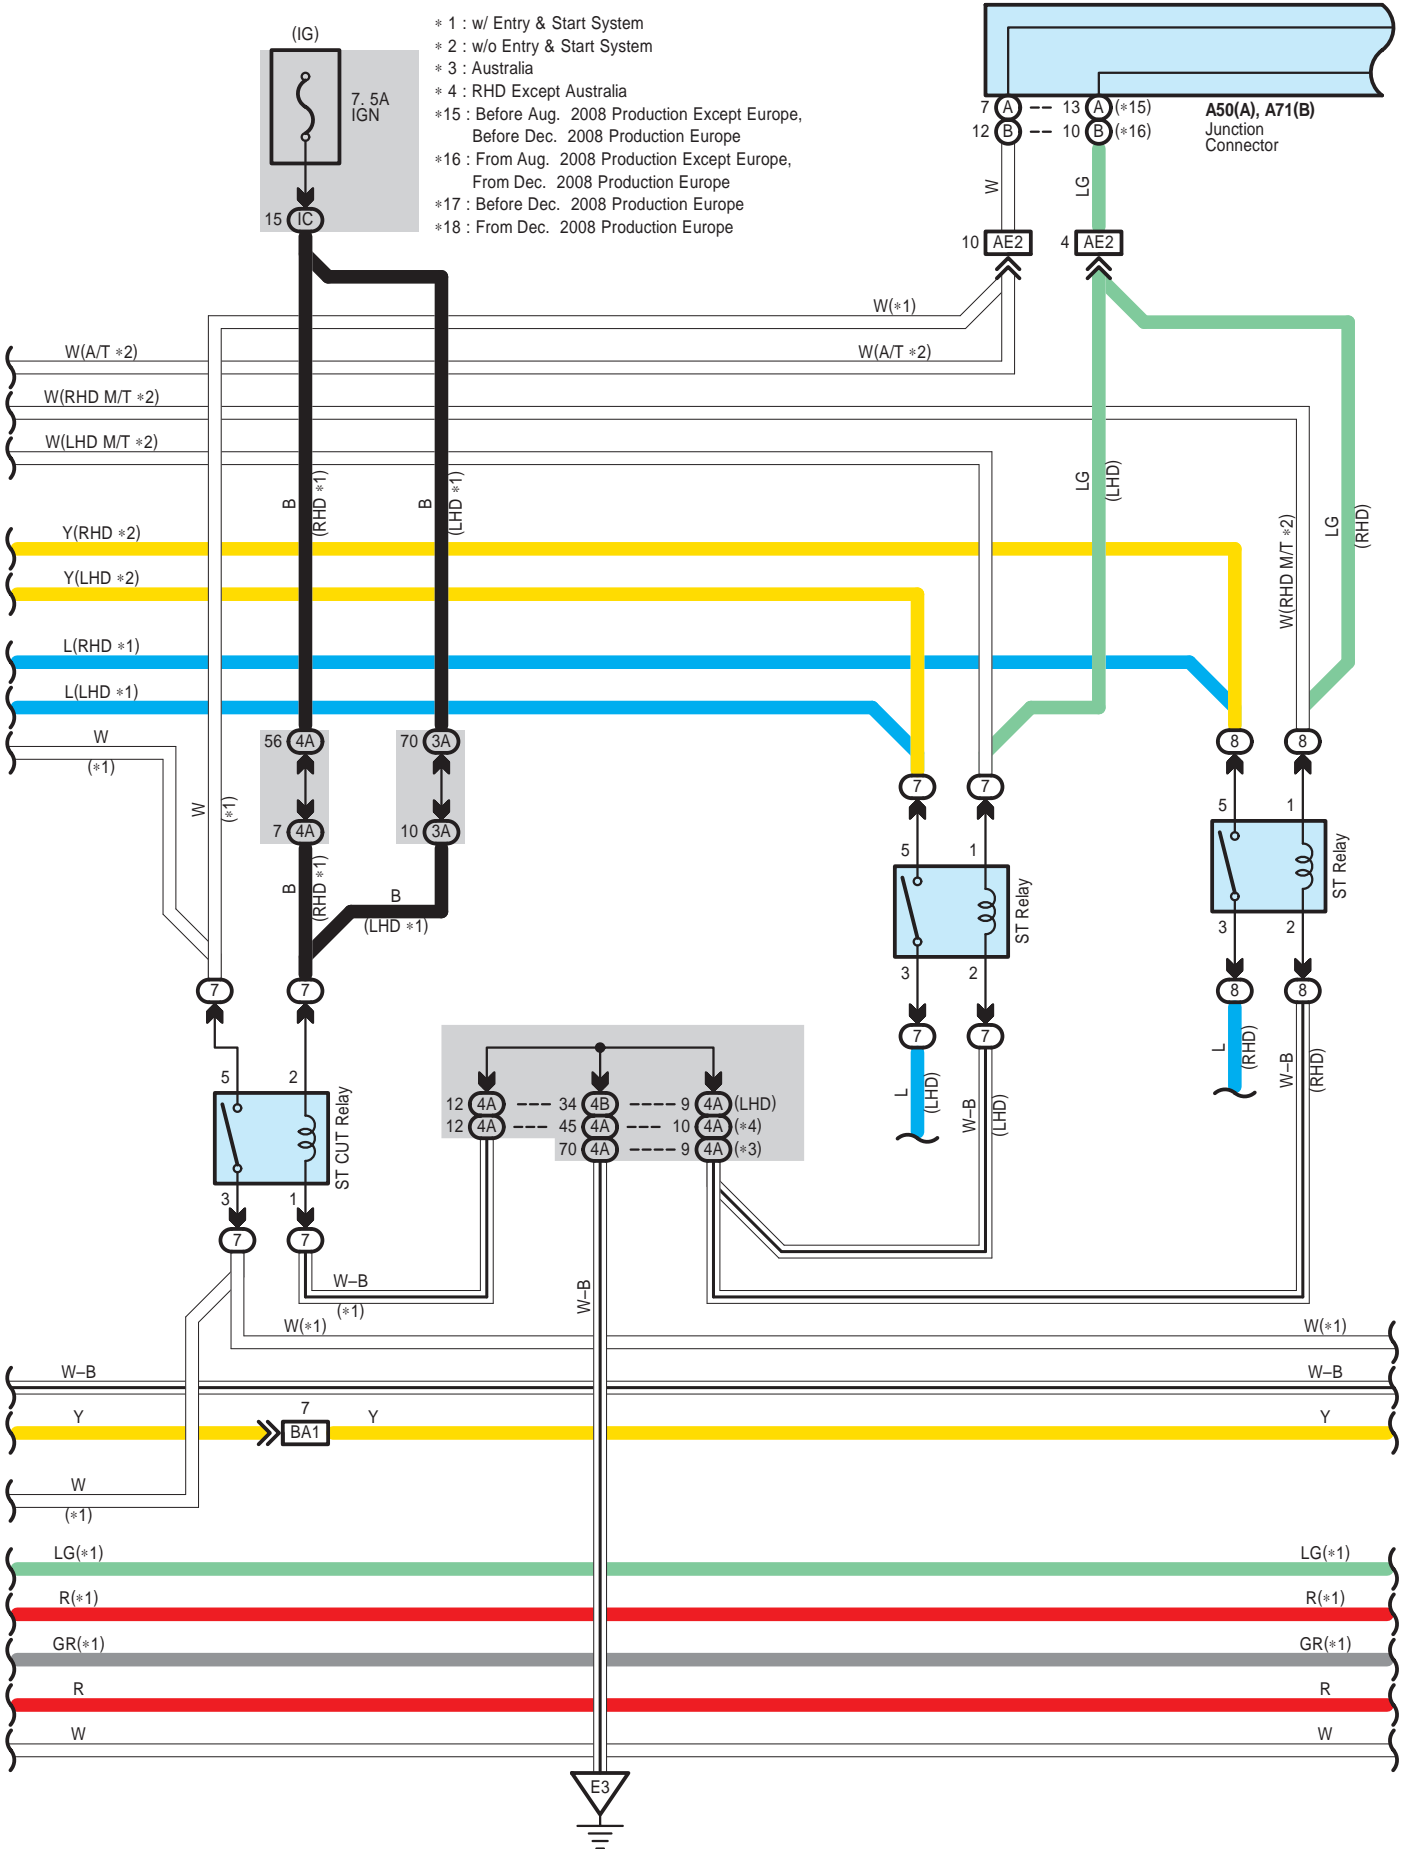 (IG)
7. 5A
IGN
15 IC
* 1 : w/ Entry & Start System
* 2 : w/o Entry & Start System
* 3 : Australia
* 4 : RHD Except Australia
*15 : Before Aug. 2008 Production Except Europe,
Before Dec. 2008 Production Europe
*16 : From Aug. 2008 Production Except Europe,
From Dec. 2008 Production Europe
*17 : Before Dec. 2008 Production Europe
*18 : From Dec. 2008 Production Europe
7 A -- 13 A (*15)
12 B -- 10 B (*16)
A50(A), A71(B)
Junction
Connector
W
LG
10 AE2
4 AE2
W(*1)
W(A/T *2)
W(A/T *2)
W(RHD M/T *2)
W(LHD M/T *2)
B
(RHD *1)
B
(LHD *1)
LG
(LHD)
W(RHD M/T *2)
LG
(RHD)
Y(RHD *2)
Y(LHD *2)
L(RHD *1)
L(LHD *1)
W
(*1)
W
(*1)
56 4A
70 3A
7 4A
10 3A
8
8
7
7
5
1
ST Relay
3
2
8
8
5
1
ST Relay
3
2
7
7
B
(RHD *1)
B
(LHD *1)
7
7
L
(RHD)
W–B
(RHD)
L
(LHD)
W–B
(LHD)
5
2
ST CUT Relay
3
1
7
7
12 4A ---- 34 4B ----- 9 4A (LHD)
12 4A ---- 45 4A ---- 10 4A (*4)
70 4A ----- 9 4A (*3)
W–B
(*1)
W–B
W(*1)
W(*1)
W–B
W–B
Y
7
BA1
Y
Y
W
(*1)
LG(*1)
LG(*1)
R(*1)
R(*1)
GR(*1)
GR(*1)
R
R
W
W
E3